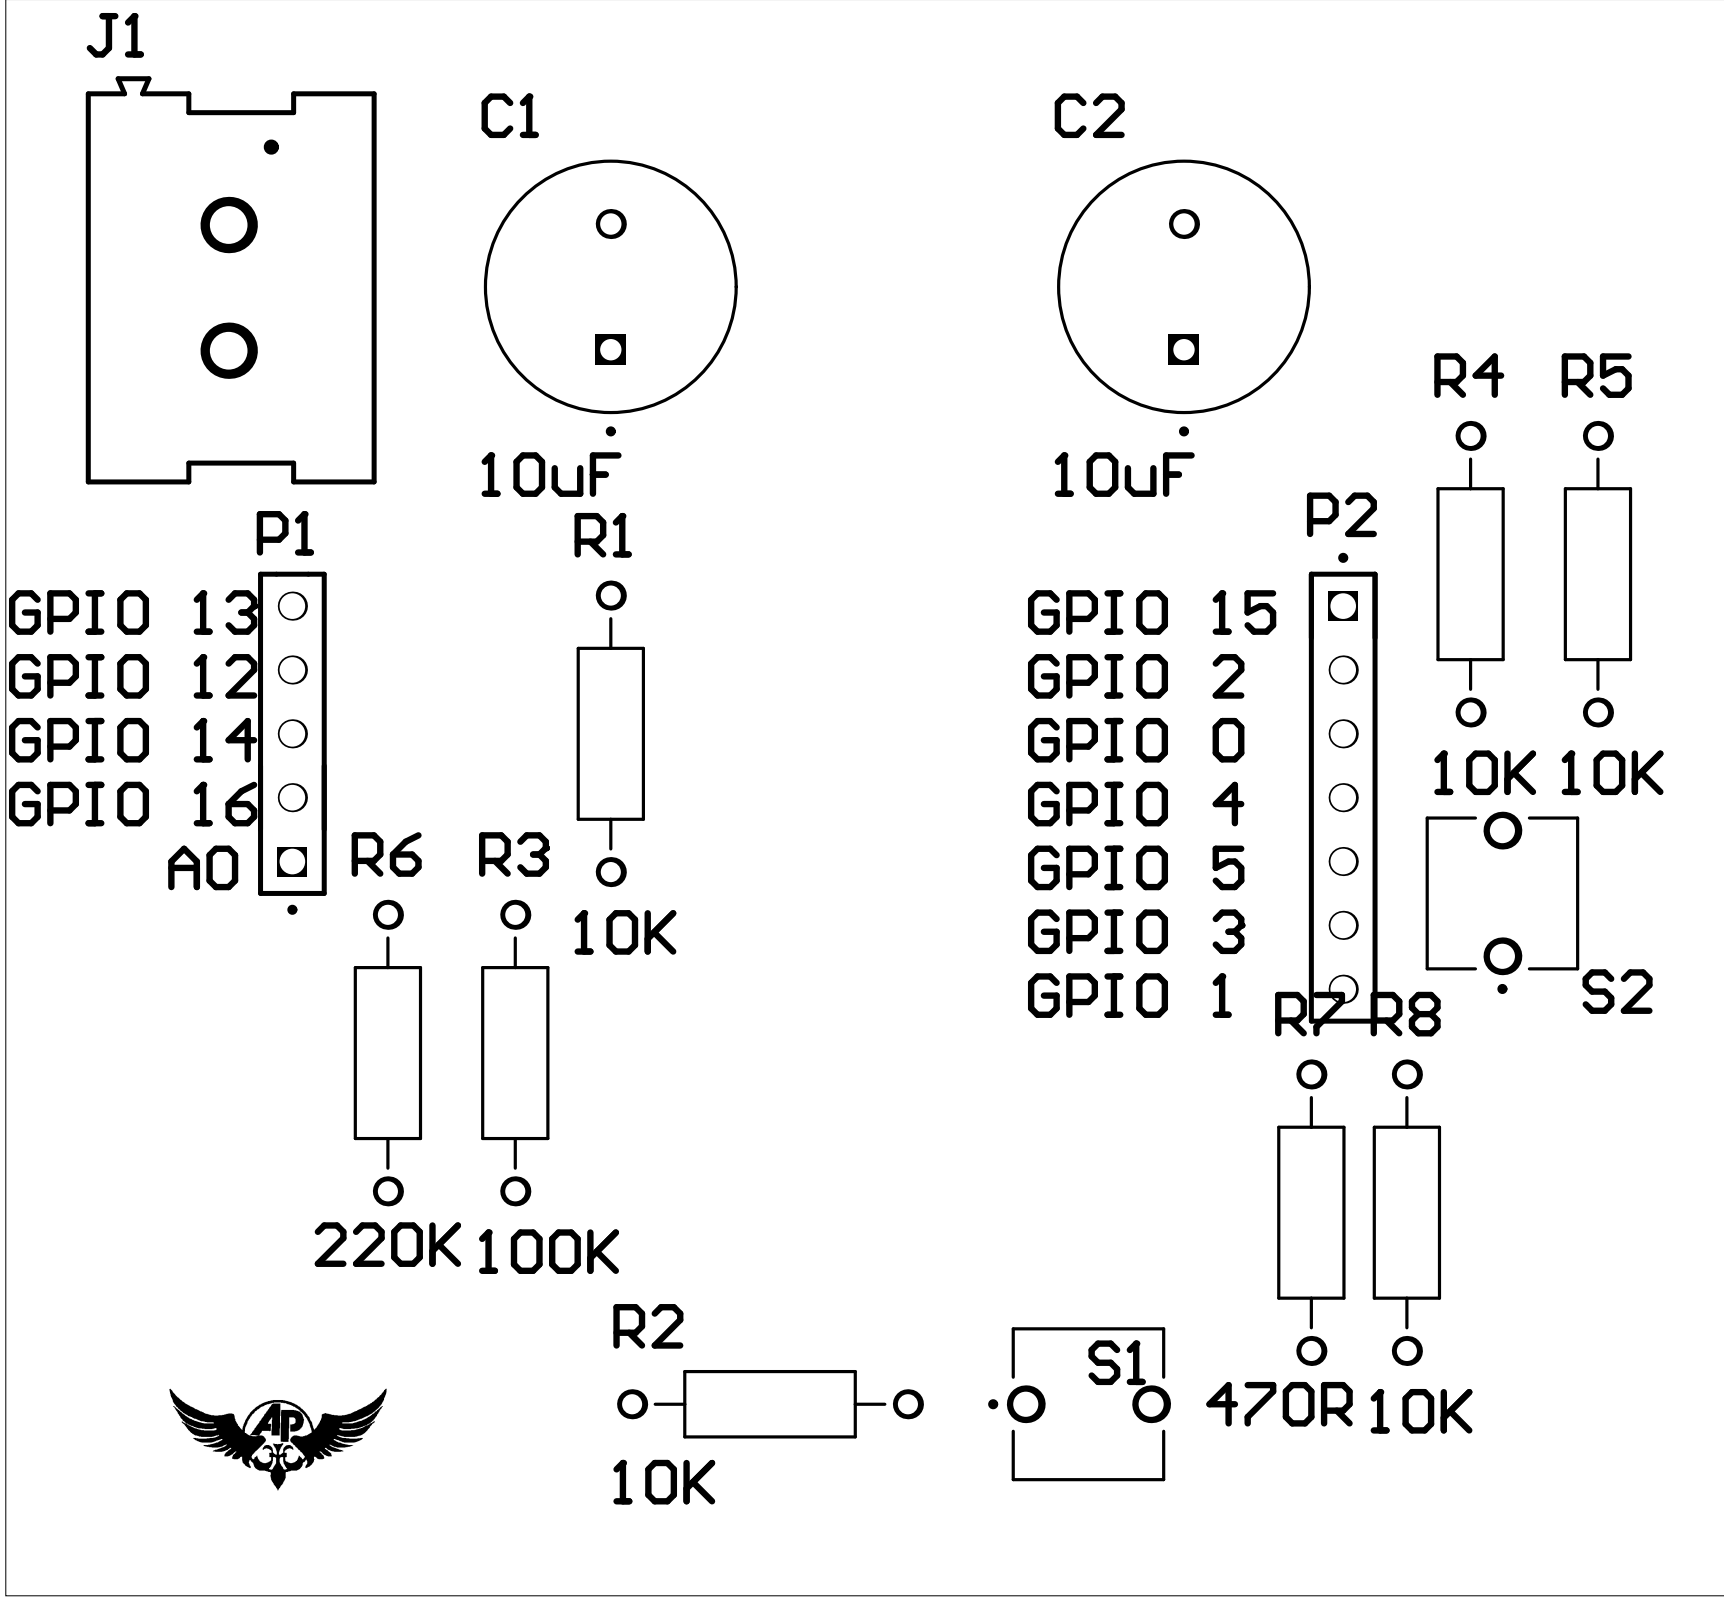 J1
C1
C2
10uF
10uF
R4
R5
P1
R1
P2
GPIO 13
GPIO 12
GPIO 14
GPIO 16
A0
GPIO 15
GPIO 2
GPIO 0
GPIO 4
GPIO 5
GPIO 3
GPIO 1
10K
10K
R6
R3
10K
S2
R7
R8
220K
100K
R2
S1
470R
10K
AP
10K